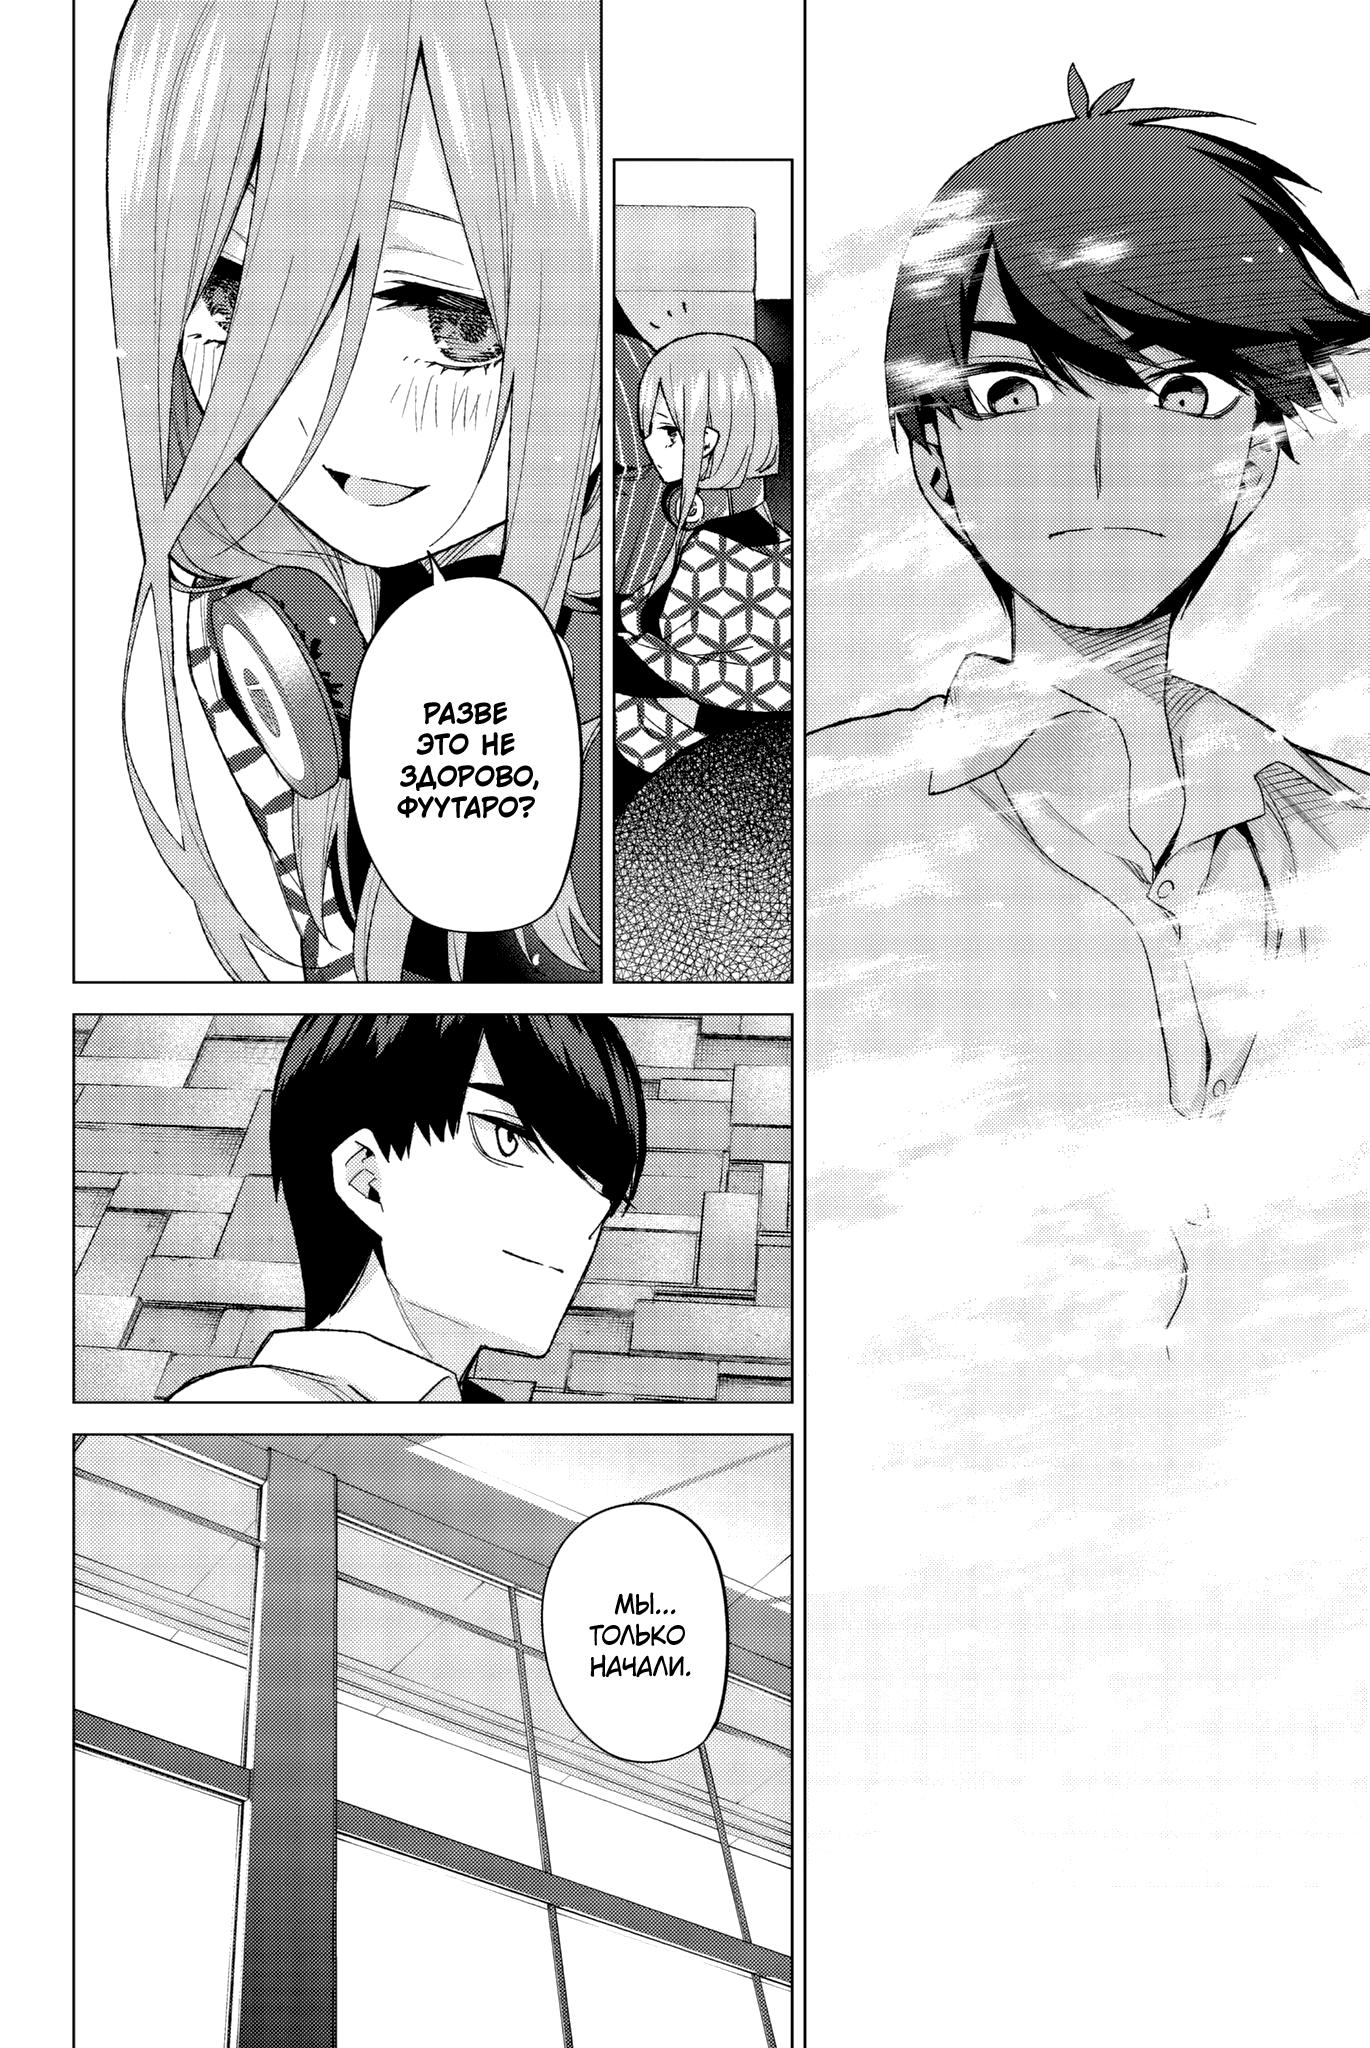 РАЗВЕ
ЭТО НЕ
ЗДОРОВО,
ФУУТАРО?
МЫ...
ТОЛЬКО
НАЧАЛИ.